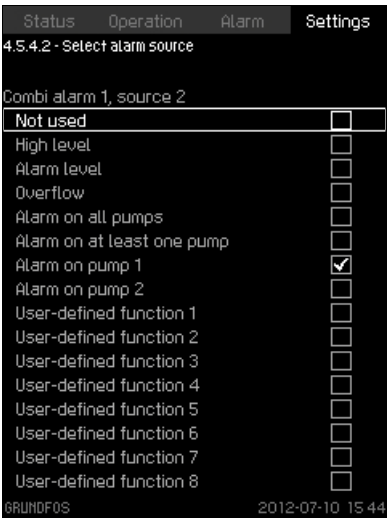 Status Operation Alarm Settings
4.5.4.2 - Select alarm source
Combi alarm 1, source 2
Not used
High level
Alarm level
Overflow
Alarm on all pumps
Alarm on at least one pump
Alarm on pump 1
Alarm on pump 2
User-defined function 1
User-defined function 2
User-defined function 3
User-defined function 4
User-defined function 5
User-defined function 6
User-defined function 7
User-defined function 8
GRUNDFOS 2012-07-10 15 44